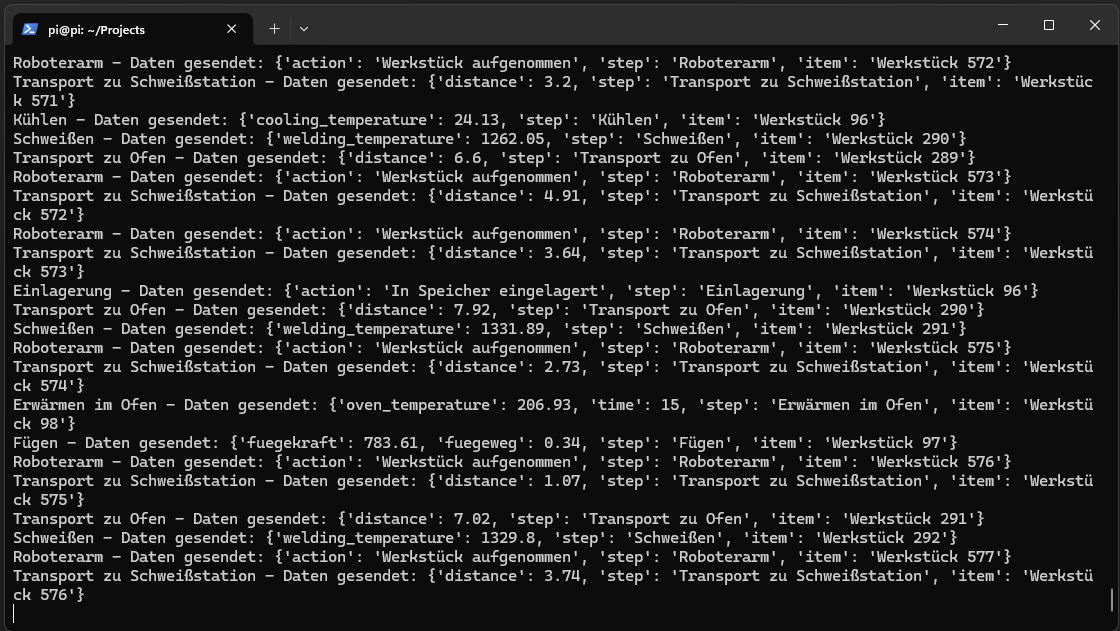 pi@pi: ~/Projects
Roboterarm – Daten gesendet: {'action': 'Werkstück aufgenommen', 'step': 'Roboterarm', 'item': 'Werkstück 572'}
Transport zu Schweißstation – Daten gesendet: {'distance': 3.2, 'step': 'Transport zu Schweißstation', 'item': 'Werkstüc
k 571'}
Kühlen – Daten gesendet: {'cooling_temperature': 24.13, 'step': 'Kühlen', 'item': 'Werkstück 96'}
Schweißen – Daten gesendet: {'welding_temperature': 1262.05, 'step': 'Schweißen', 'item': 'Werkstück 290'}
Transport zu Ofen – Daten gesendet: {'distance': 6.6, 'step': 'Transport zu Ofen', 'item': 'Werkstück 289'}
Roboterarm – Daten gesendet: {'action': 'Werkstück aufgenommen', 'step': 'Roboterarm', 'item': 'Werkstück 573'}
Transport zu Schweißstation – Daten gesendet: {'distance': 4.91, 'step': 'Transport zu Schweißstation', 'item': 'Werkstü
ck 572'}
Roboterarm – Daten gesendet: {'action': 'Werkstück aufgenommen', 'step': 'Roboterarm', 'item': 'Werkstück 574'}
Transport zu Schweißstation – Daten gesendet: {'distance': 3.64, 'step': 'Transport zu Schweißstation', 'item': 'Werkstü
ck 573'}
Einlagerung – Daten gesendet: {'action': 'In Speicher eingelagert', 'step': 'Einlagerung', 'item': 'Werkstück 96'}
Transport zu Ofen – Daten gesendet: {'distance': 7.92, 'step': 'Transport zu Ofen', 'item': 'Werkstück 290'}
Schweißen – Daten gesendet: {'welding_temperature': 1331.89, 'step': 'Schweißen', 'item': 'Werkstück 291'}
Roboterarm – Daten gesendet: {'action': 'Werkstück aufgenommen', 'step': 'Roboterarm', 'item': 'Werkstück 575'}
Transport zu Schweißstation – Daten gesendet: {'distance': 2.73, 'step': 'Transport zu Schweißstation', 'item': 'Werkstü
ck 574'}
Erwärmen im Ofen – Daten gesendet: {'oven_temperature': 206.93, 'time': 15, 'step': 'Erwärmen im Ofen', 'item': 'Werkstü
ck 98'}
Fügen – Daten gesendet: {'fuegekraft': 783.61, 'fuegeweg': 0.34, 'step': 'Fügen', 'item': 'Werkstück 97'}
Roboterarm – Daten gesendet: {'action': 'Werkstück aufgenommen', 'step': 'Roboterarm', 'item': 'Werkstück 576'}
Transport zu Schweißstation – Daten gesendet: {'distance': 1.07, 'step': 'Transport zu Schweißstation', 'item': 'Werkstü
ck 575'}
Transport zu Ofen – Daten gesendet: {'distance': 7.02, 'step': 'Transport zu Ofen', 'item': 'Werkstück 291'}
Schweißen – Daten gesendet: {'welding_temperature': 1329.8, 'step': 'Schweißen', 'item': 'Werkstück 292'}
Roboterarm – Daten gesendet: {'action': 'Werkstück aufgenommen', 'step': 'Roboterarm', 'item': 'Werkstück 577'}
Transport zu Schweißstation – Daten gesendet: {'distance': 3.74, 'step': 'Transport zu Schweißstation', 'item': 'Werkstü
ck 576'}